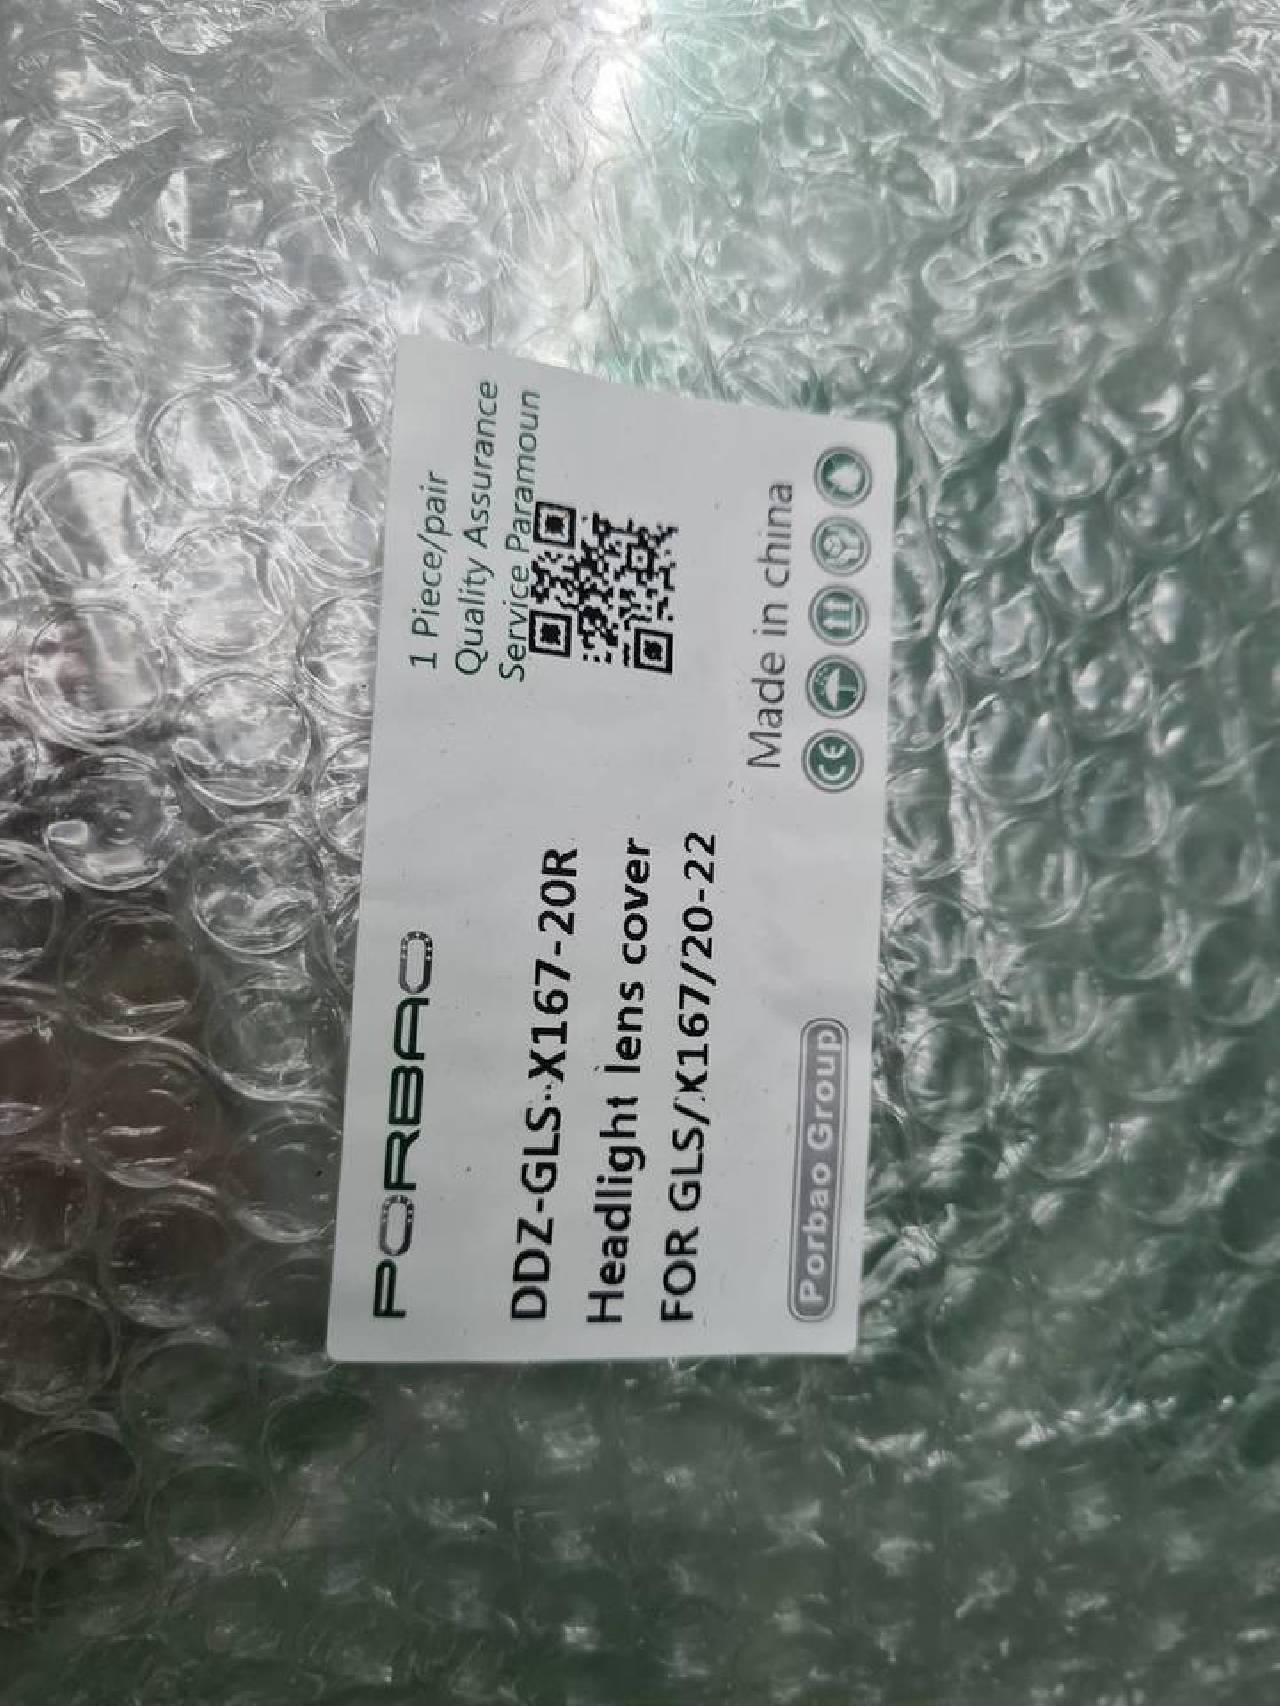 PORBAO
1 Piece/pair
Quality Assurance
Service Paramoun
DDZ-GLS-X167-20R
Headlight lens cover
FOR GLS/X167/20-22
Made in china
Porbao Group
CE